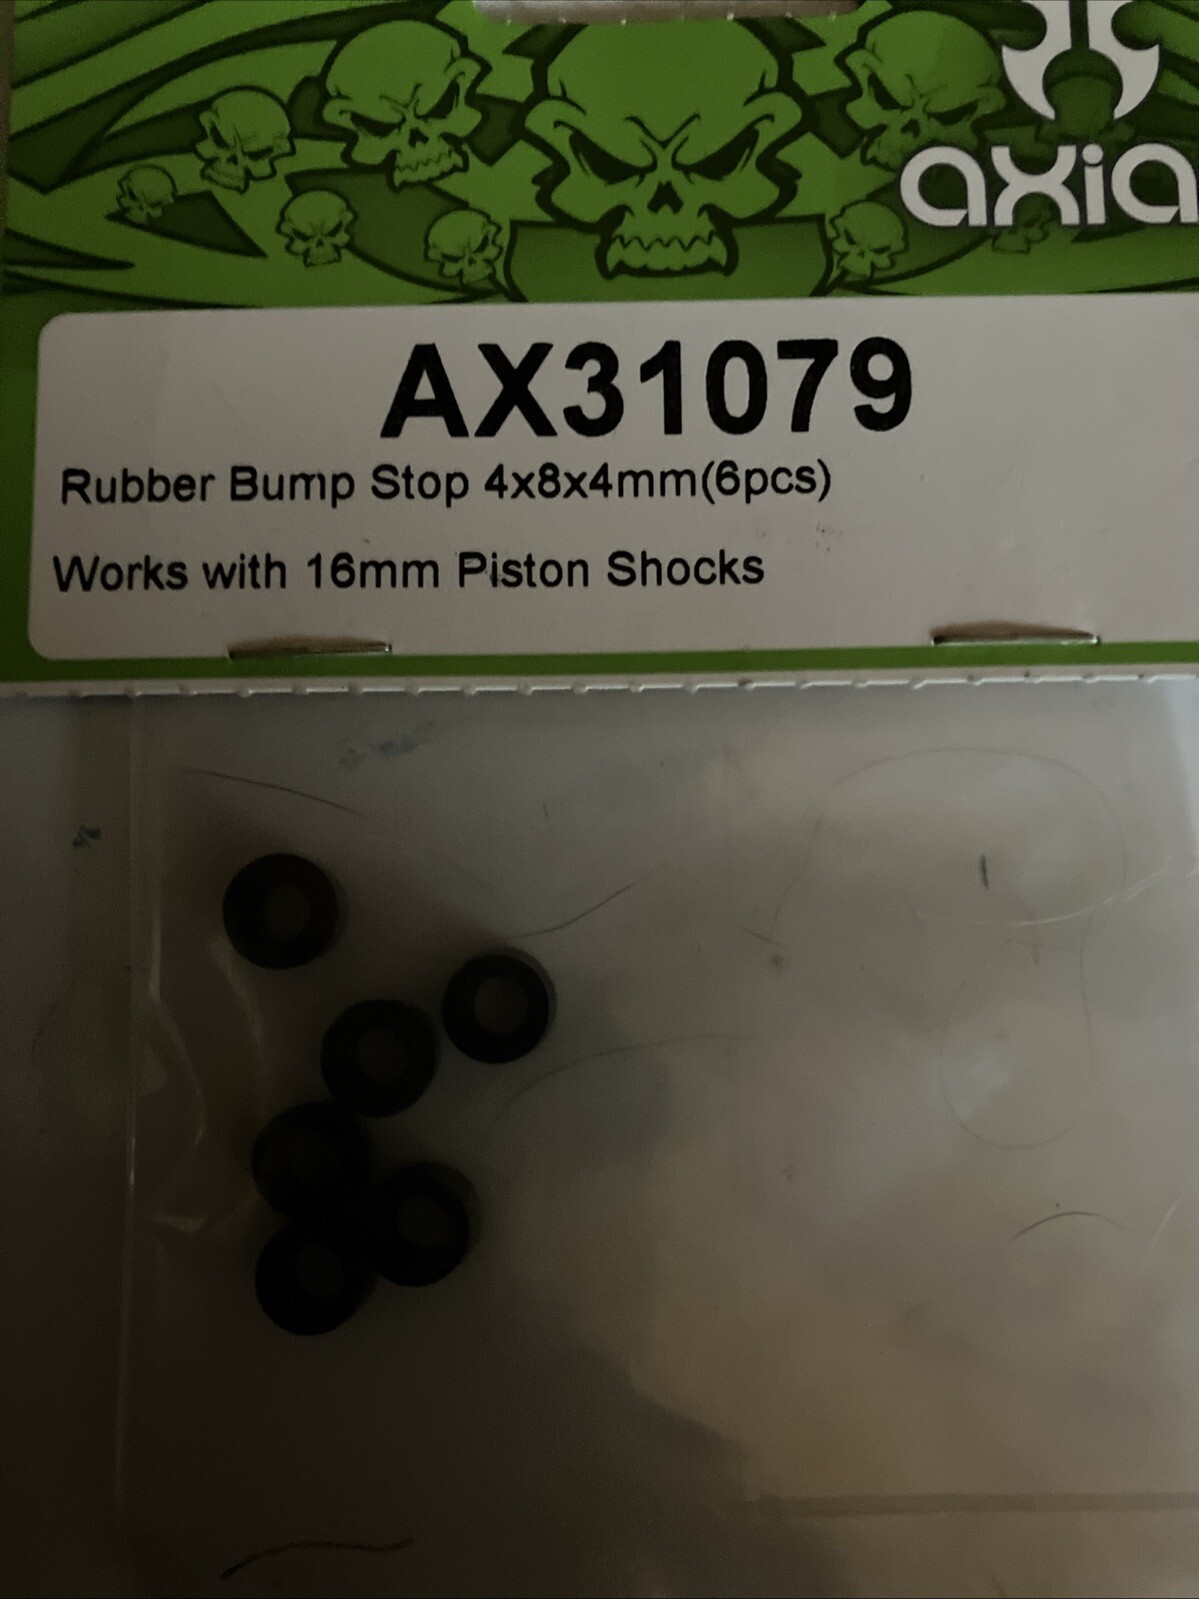 axia
AX31079
Rubber Bump Stop 4x8x4mm(6pcs)
Works with 16mm Piston Shocks